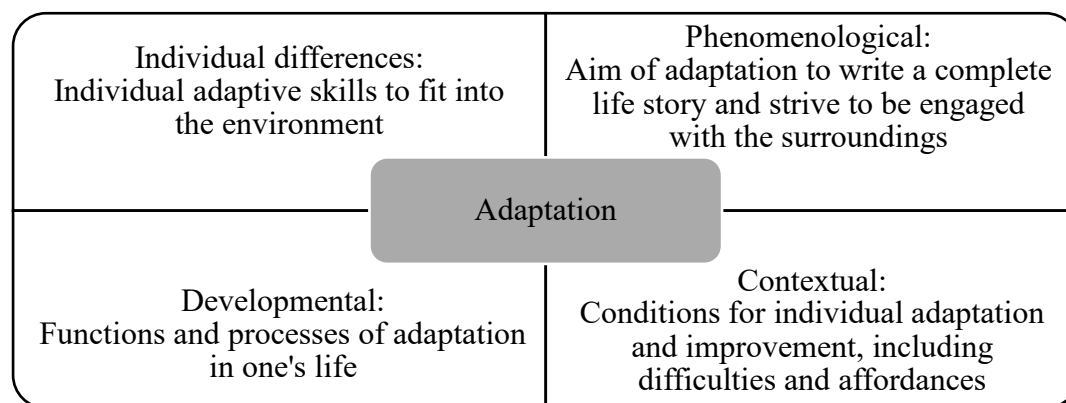 Individual differences:
Individual adaptive skills to fit into
the environment
Phenomenological:
Aim of adaptation to write a complete
life story and strive to be engaged
with the surroundings
Adaptation
Developmental:
Functions and processes of adaptation
in one's life
Contextual:
Conditions for individual adaptation
and improvement, including
difficulties and affordances